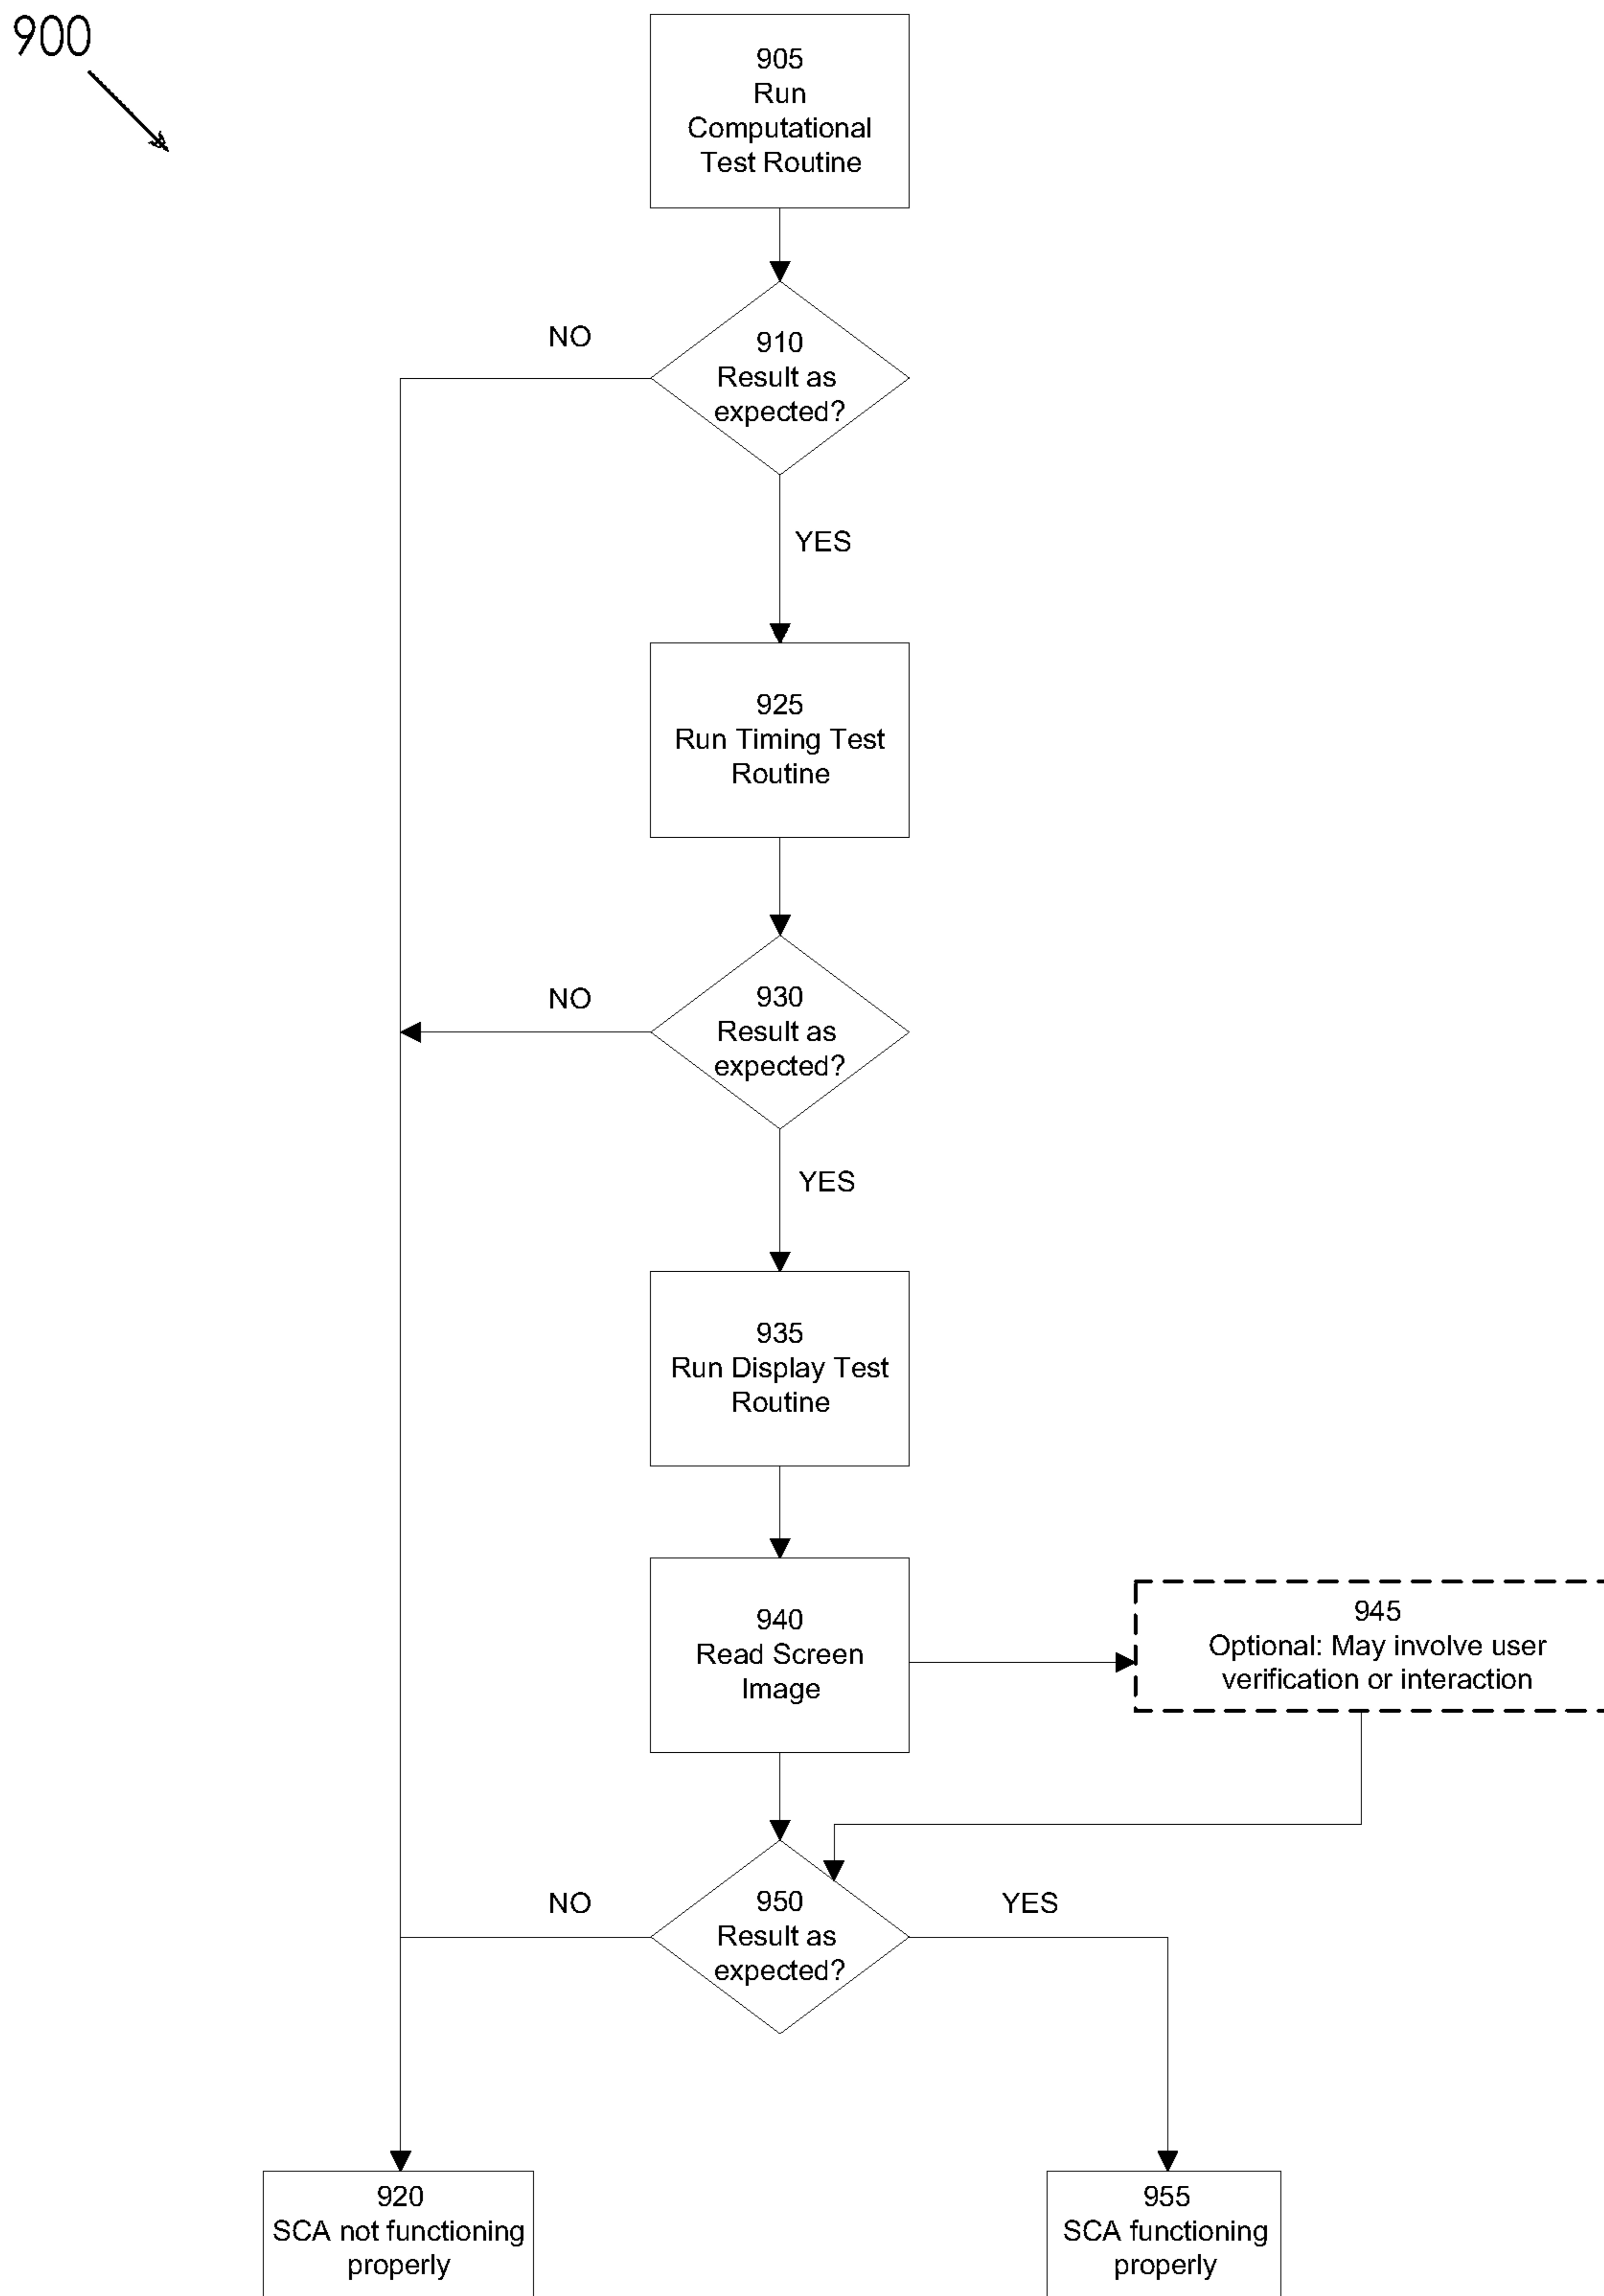 900
905
Run
Computational
Test Routine
NO
910
Result as
expected?
YES
925
Run Timing Test
Routine
NO
930
Result as
expected?
YES
935
Run Display Test
Routine
940
Read Screen
Image
945
Optional: May involve user
verification or interaction
NO
950
Result as
expected?
YES
920
SCA not functioning
properly
955
SCA functioning
properly